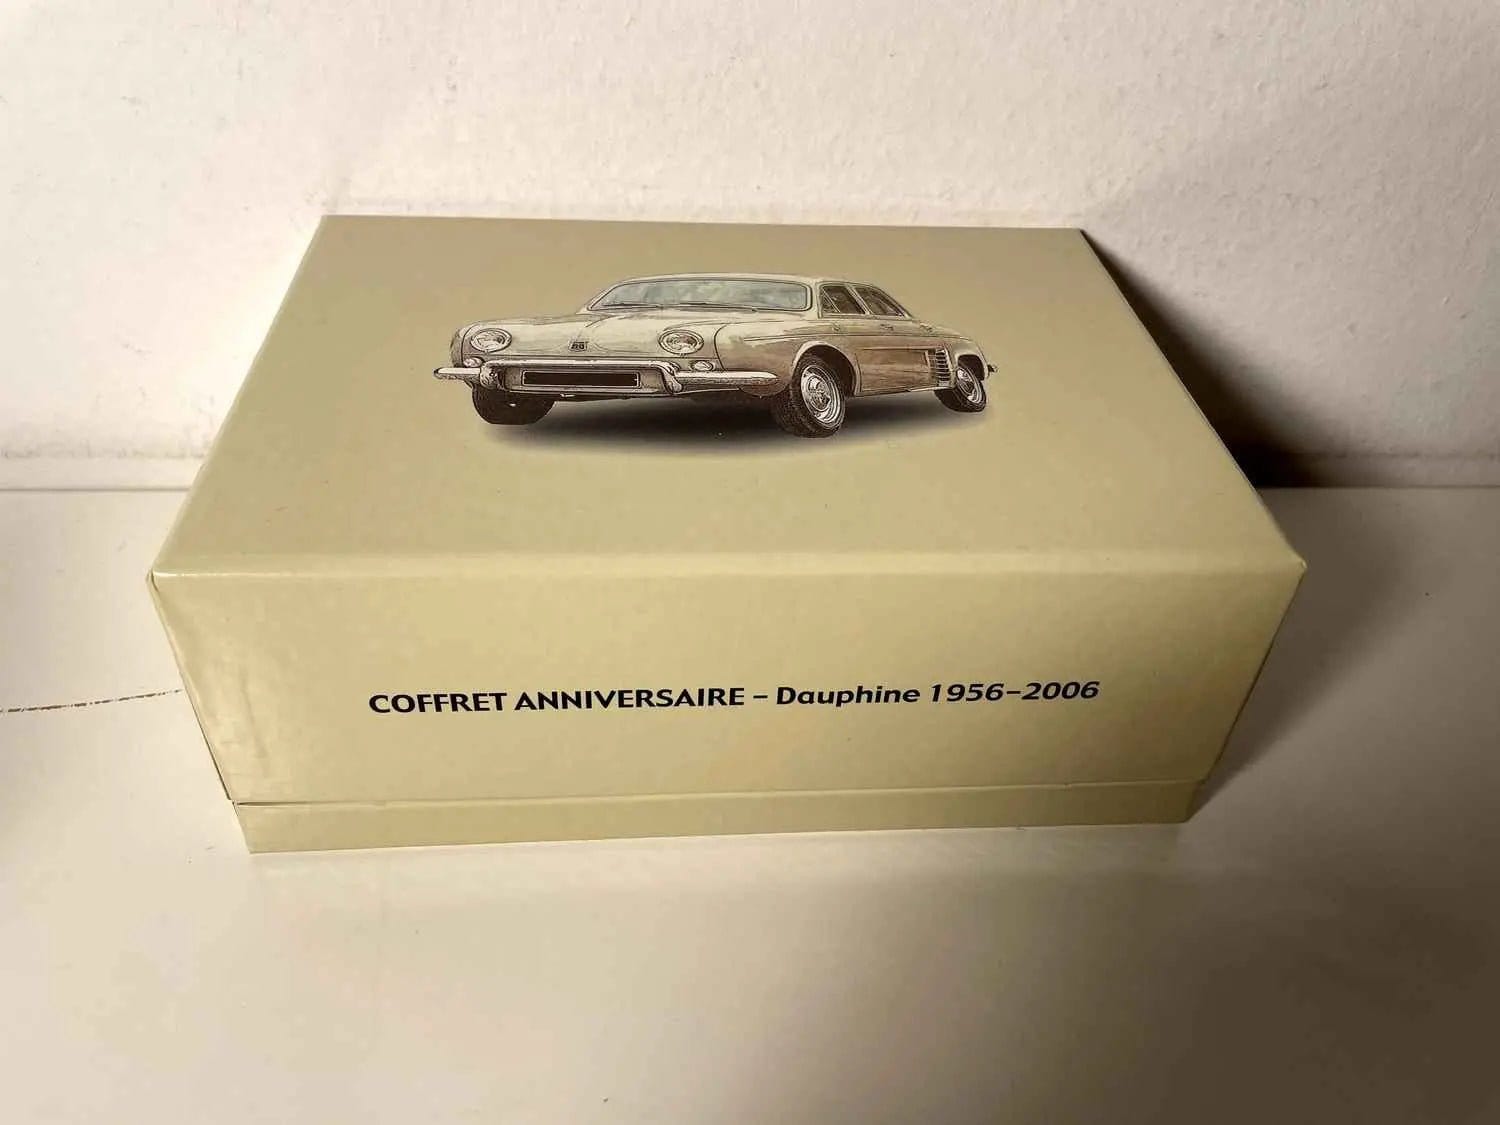 COFFRET ANNIVERSAIRE – Dauphine 1956–2006